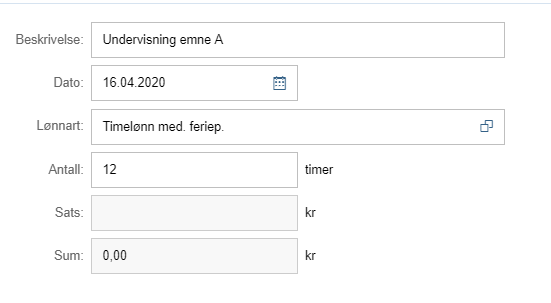 Beskrivelse: Undervisning emne A
Dato: 16.04.2020
Lønnart: Timelønn med. feriep.
Antall: 12 timer
Sats: kr
Sum: 0,00 kr